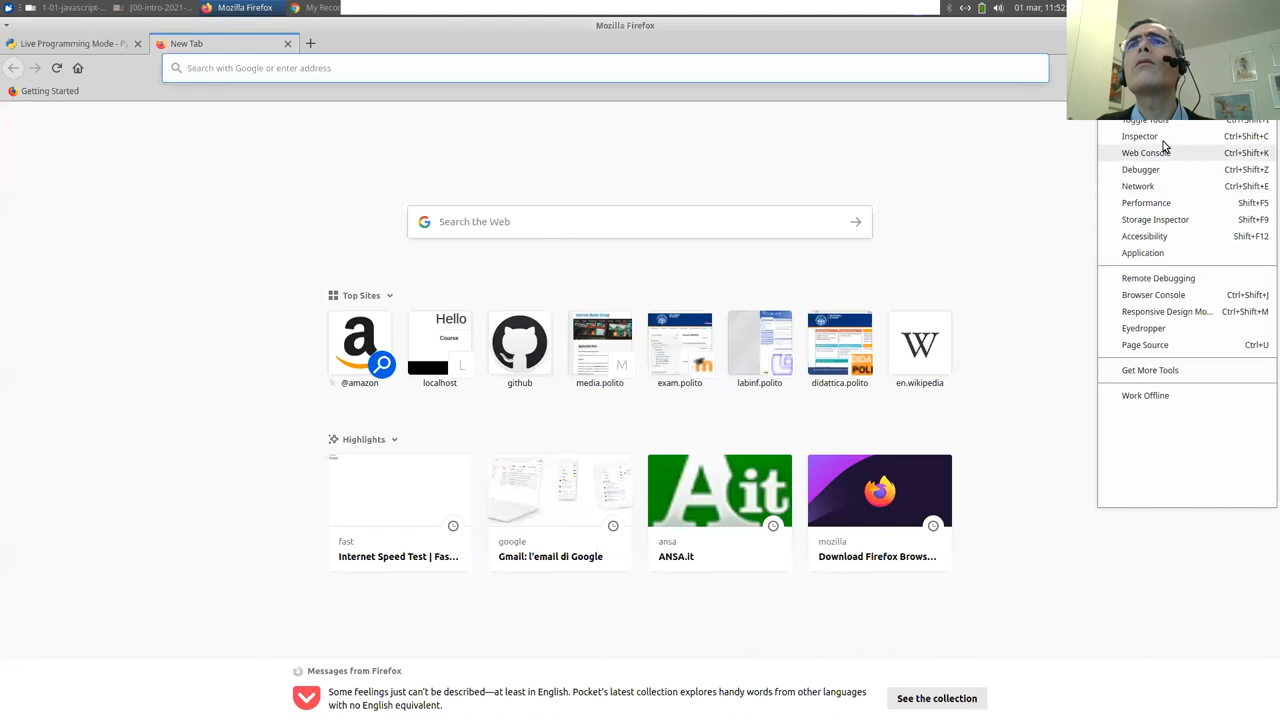 1-01-javascript-...
[00-intro-2021-...
Mozilla Firefox
My Recor
01 mar, 11:52
Mozilla Firefox
Live Programming Mode - P
New Tab
Search with Google or enter address
Getting Started
Toggle Tools Ctrl+Shift+I
Inspector Ctrl+Shift+C
Web Console Ctrl+Shift+K
Debugger Ctrl+Shift+Z
Network Ctrl+Shift+E
Performance Shift+F5
Storage Inspector Shift+F9
Accessibility Shift+F12
Application
Remote Debugging
Browser Console Ctrl+Shift+J
Responsive Design Mo... Ctrl+Shift+M
Eyedropper
Page Source Ctrl+U
Get More Tools
Work Offline
Search the Web
Top Sites
a
Hello
Course
L
M
m
DIDA
POLI
W
@amazon
localhost
github
media.polito
exam.polito
labinf.polito
didattica.polito
en.wikipedia
Highlights
Ait
fast
Internet Speed Test | Fas...
google
Gmail: l'email di Google
ansa
ANSA.it
mozilla
Download Firefox Brows...
Messages from Firefox
Some feelings just can't be described—at least in English. Pocket's latest collection explores handy words from other languages
with no English equivalent.
See the collection